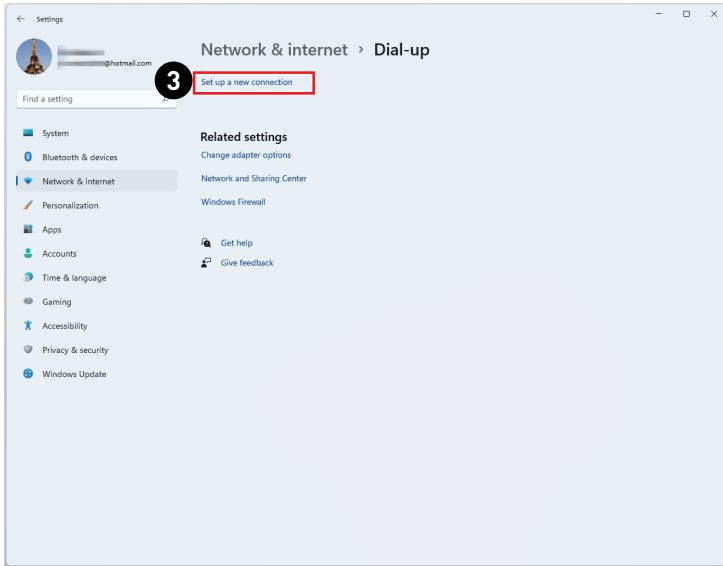 Settings
@hotmail.com
Network & internet > Dial-up
3
Set up a new connection
Find a setting
System
Bluetooth & devices
Network & internet
Personalization
Apps
Accounts
Time & language
Gaming
Accessibility
Privacy & security
Windows Update
Related settings
Change adapter options
Network and Sharing Center
Windows Firewall
Get help
Give feedback